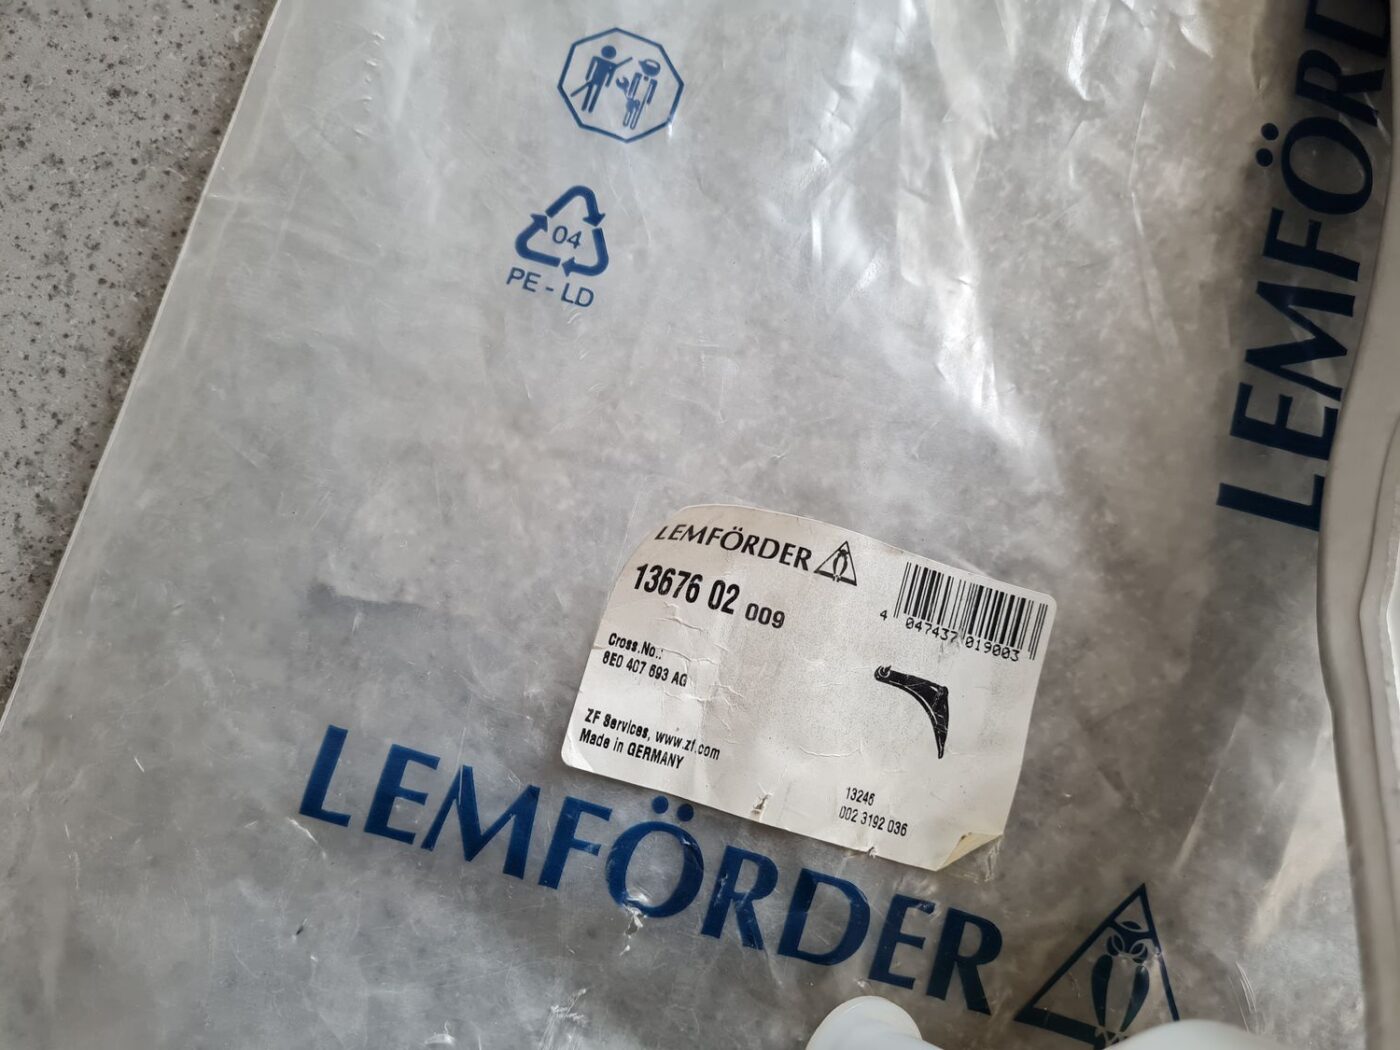 04
PE - LD
LEMFÖRDER
LEMFÖRDER
13676 02 009
4 047437 019003
Cross.No.:
8E0 407 693 AG
ZF Services, www.zf.com
Made in GERMANY
13246
002 3192 036
LEMFÖRDER